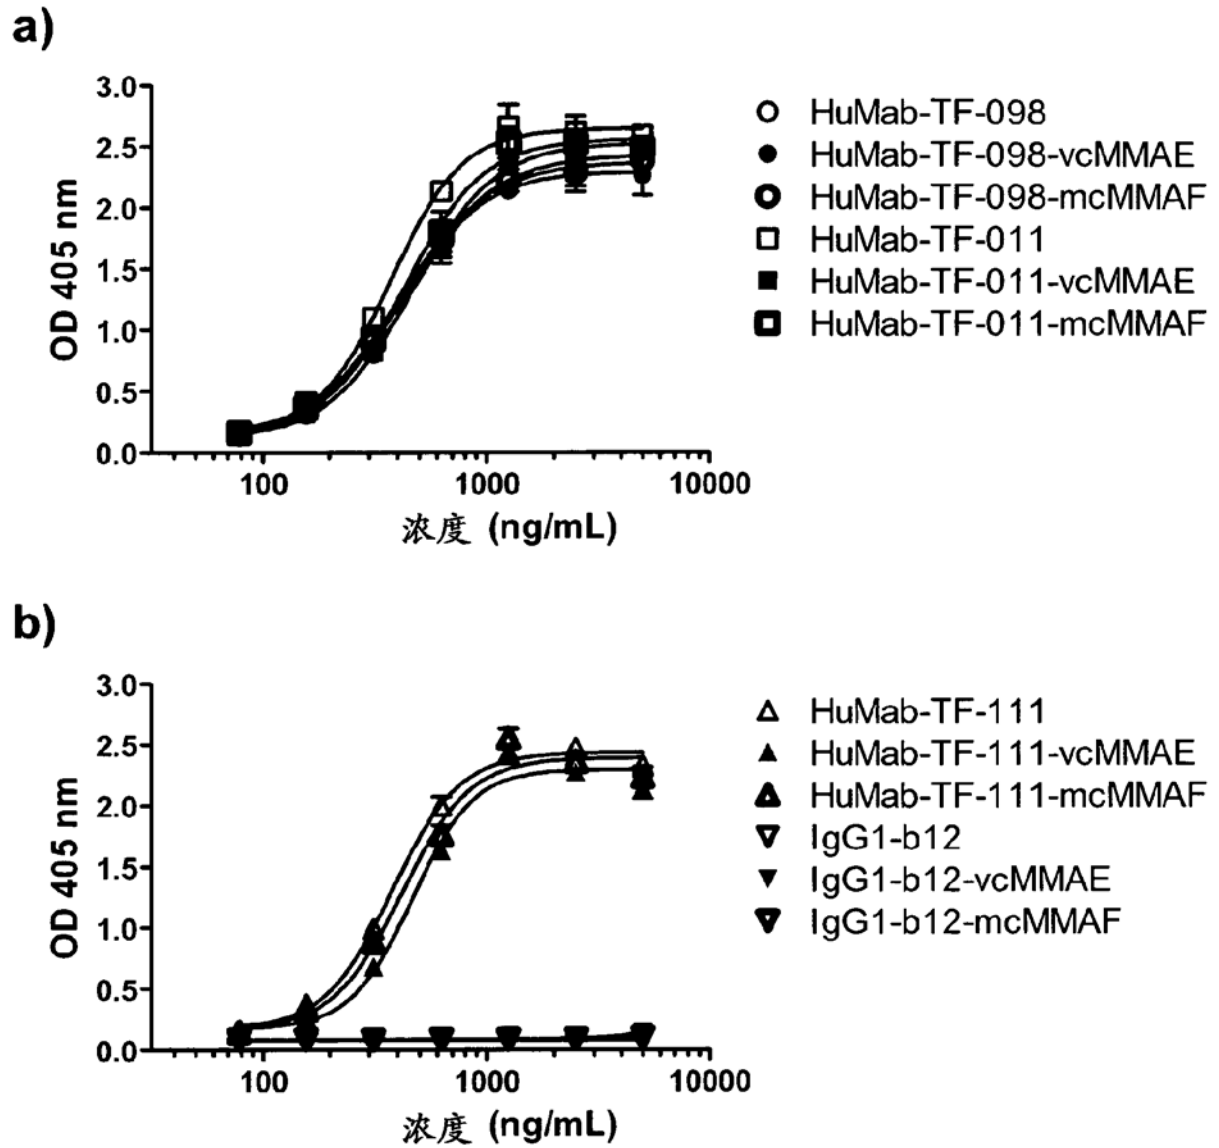 a)
3.0
2.5
2.0
1.5
1.0
0.5
0.0
OD 405 nm
100 1000 10000
浓度 (ng/mL)
HuMab-TF-098
HuMab-TF-098-vcMMAE
HuMab-TF-098-mcMMAF
HuMab-TF-011
HuMab-TF-011-vcMMAE
HuMab-TF-011-mcMMAF
b)
3.0
2.5
2.0
1.5
1.0
0.5
0.0
OD 405 nm
100 1000 10000
浓度 (ng/mL)
HuMab-TF-111
HuMab-TF-111-vcMMAE
HuMab-TF-111-mcMMAF
IgG1-b12
IgG1-b12-vcMMAE
IgG1-b12-mcMMAF